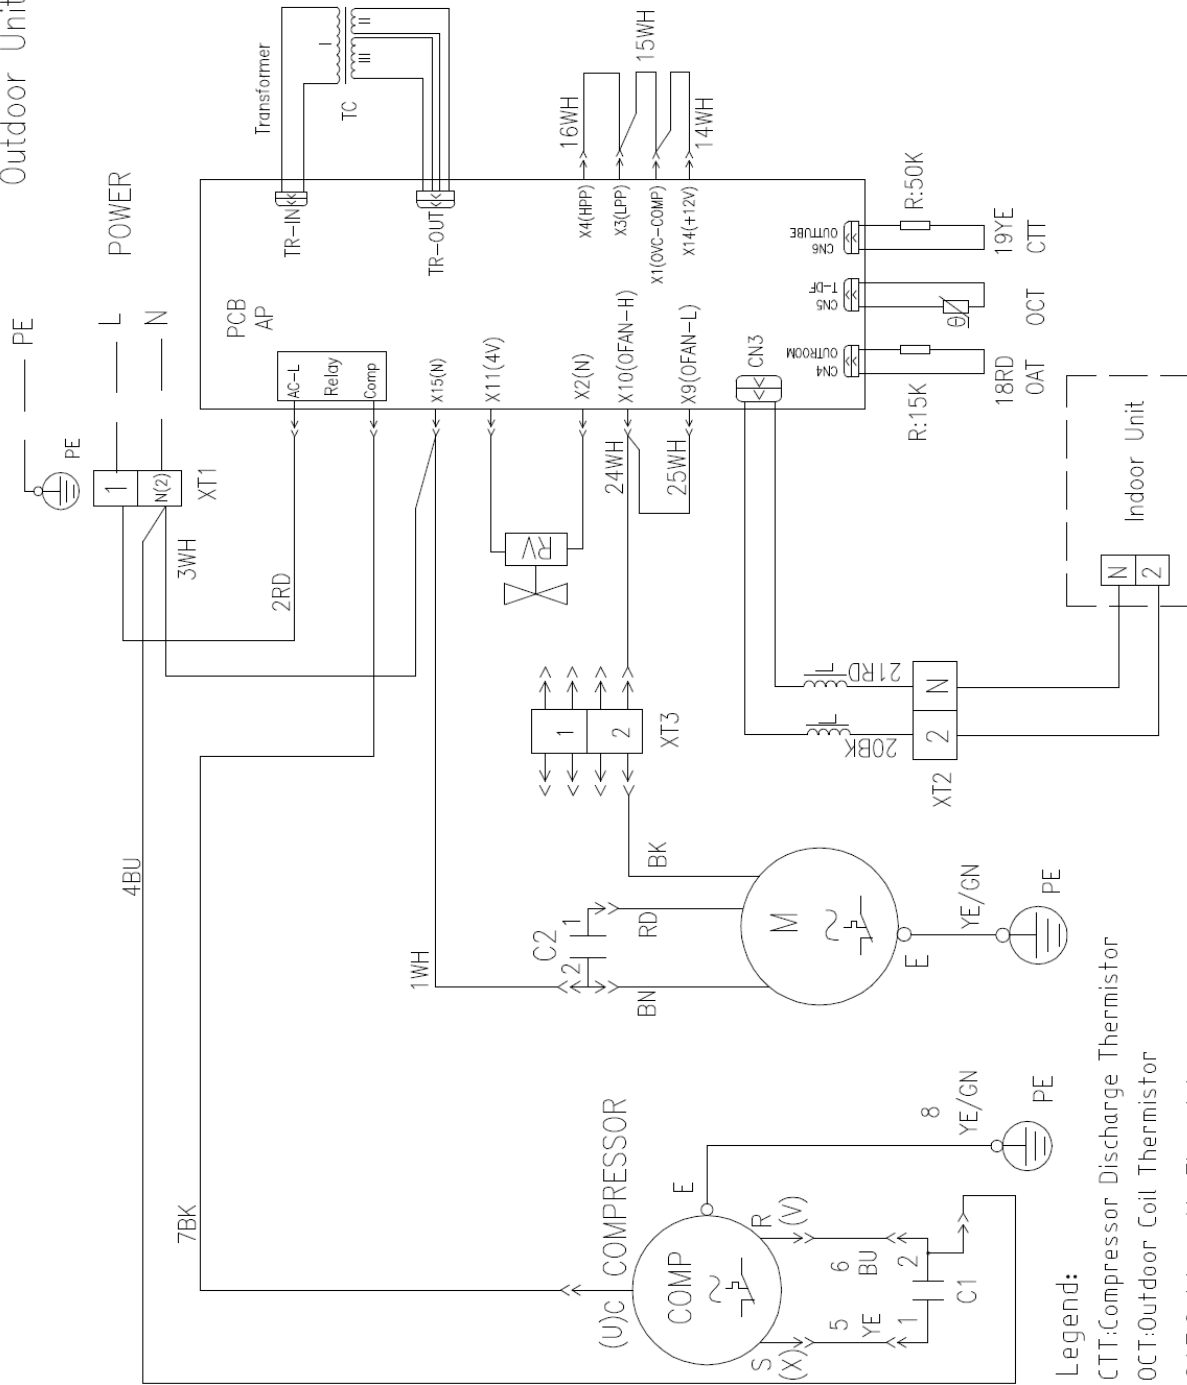 Outdoor Unit
PE
POWER
L
N
PE
1
N(2)
XT1
3WH
2RD
4BU
7BK
1WH
Transformer
I
II
III
TC
TR-IN
TR-OUT
PCB
AP
AC-L
Relay
Comp
X15(N)
X11(4V)
X2(N)
X10(OFAN-H)
X9(OFAN-L)
CN3
X4(HPP)
X3(LPP)
X1(OVC-COMP)
X14(+12V)
16WH
15WH
14WH
CN6
OUTTUBE
CN5
T-DF
CN4
OUTROOM
R:50K
19YE
CTT
θ
OCT
R:15K
18RD
OAT
RV
24WH
25WH
1
2
XT3
L
21RD
L
20BK
N
2
XT2
Indoor Unit
N
2
C2
1
2
BK
RD
BN
M
E
YE/GN
PE
COMPRESSOR
(U)C
COMP
E
8
YE/GN
PE
R
(V)
S
(X)
6
BU
5
YE
2
1
C1
Legend:
CTT:Compressor Discharge Thermistor
OCT:Outdoor Coil Thermistor